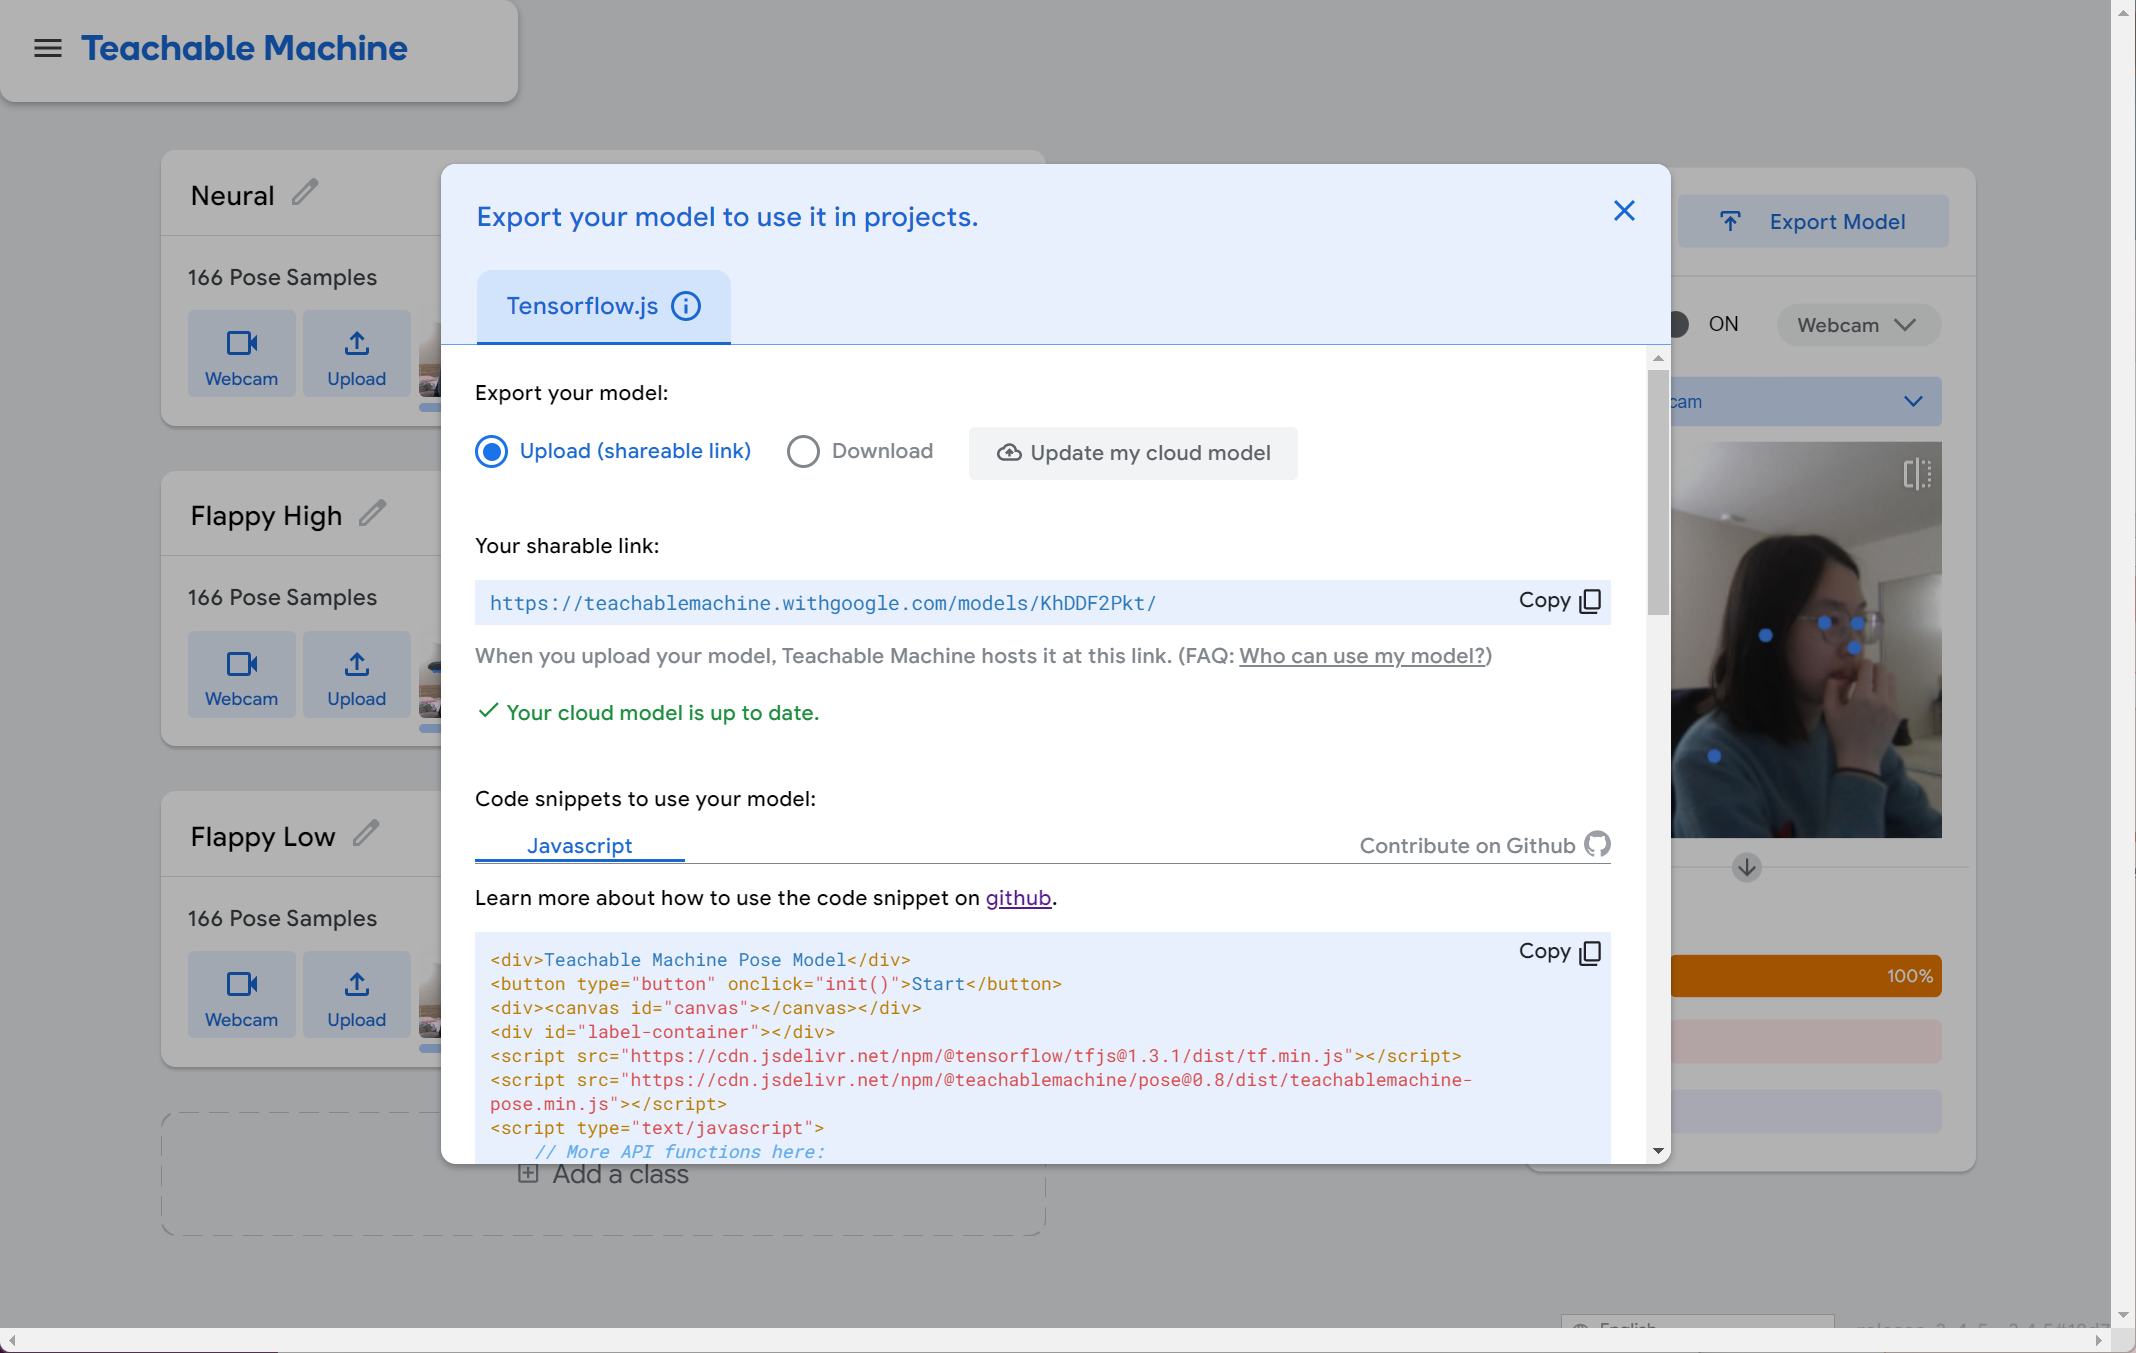 Teachable Machine
Neural
166 Pose Samples
Webcam
Upload
Flappy High
166 Pose Samples
Webcam
Upload
Flappy Low
166 Pose Samples
Webcam
Upload
Add a class
Export your model to use it in projects.
Tensorflow.js
Export your model:
Upload (shareable link)
Download
Update my cloud model
Your sharable link:
https://teachablemachine.withgoogle.com/models/KhDDF2Pkt/
Copy
When you upload your model, Teachable Machine hosts it at this link. (FAQ: Who can use my model?)
Your cloud model is up to date.
Code snippets to use your model:
Javascript
Contribute on Github
Learn more about how to use the code snippet on github.
Copy
<div>Teachable Machine Pose Model</div>
<button type="button" onclick="init()">Start</button>
<div><canvas id="canvas"></canvas></div>
<div id="label-container"></div>
<script src="https://cdn.jsdelivr.net/npm/@tensorflow/tfjs@1.3.1/dist/tf.min.js"></script>
<script src="https://cdn.jsdelivr.net/npm/@teachablemachine/pose@0.8/dist/teachablemachine-
pose.min.js"></script>
<script type="text/javascript">
// More API functions here:
Export Model
ON
Webcam
cam
100%
English